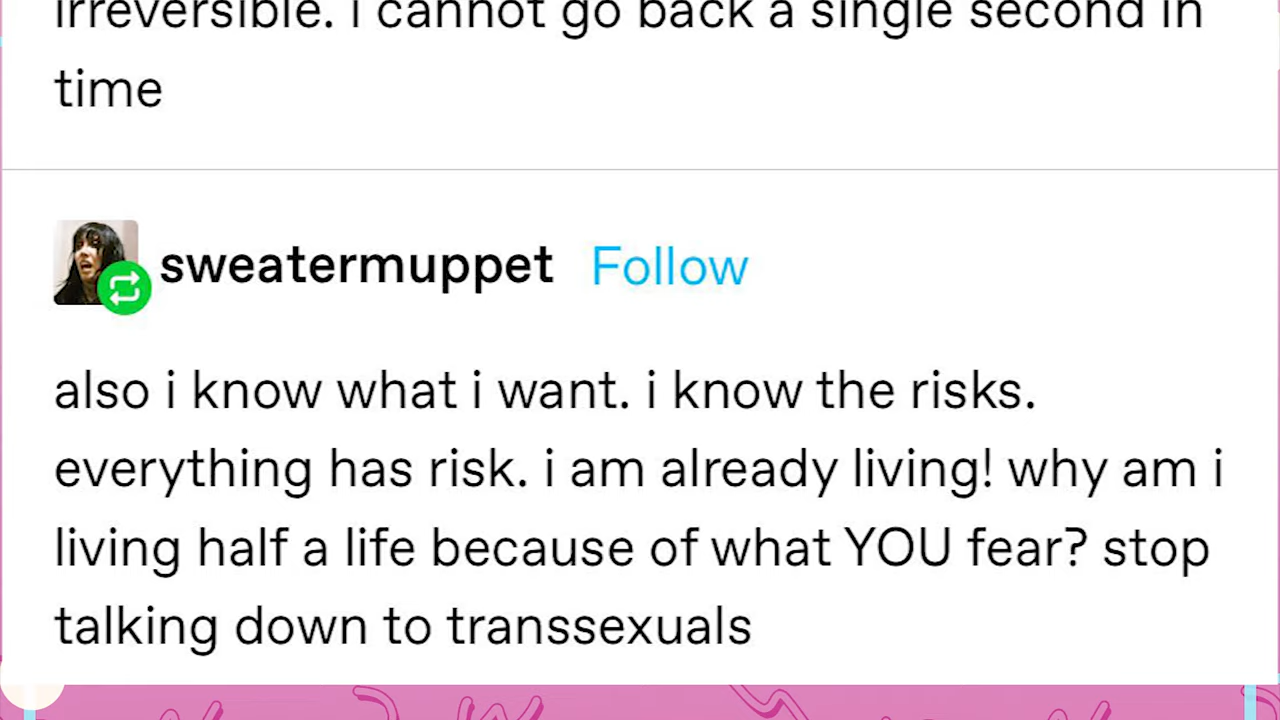 irreversible. i cannot go back a single second in
time
sweatermuppet Follow
also i know what i want. i know the risks.
everything has risk. i am already living! why am i
living half a life because of what YOU fear? stop
talking down to transsexuals